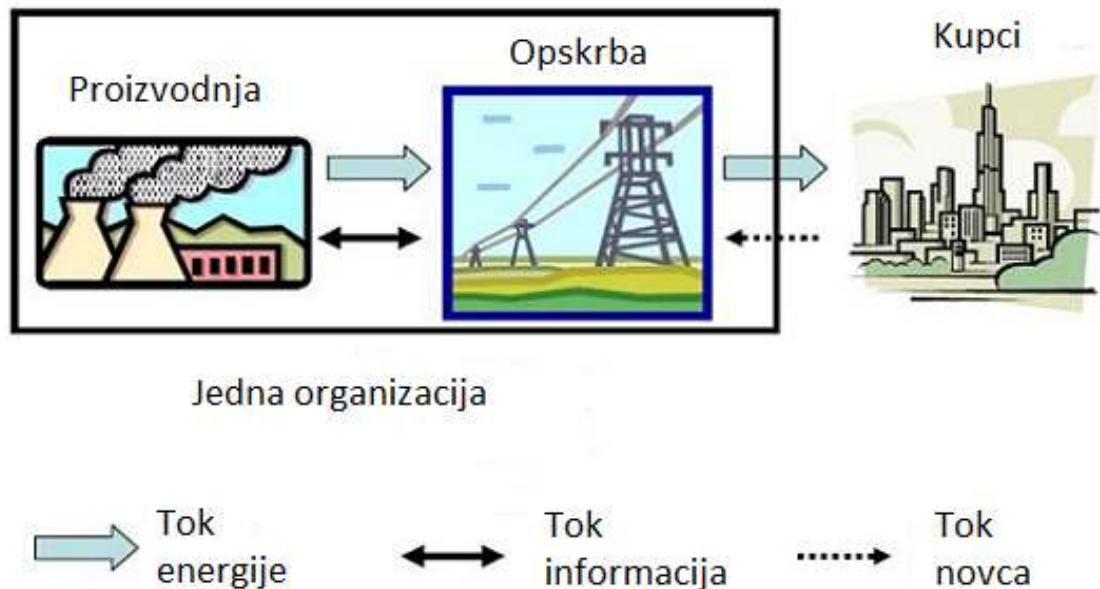 Kupci
Opskrba
Proizvodnja
Jedna organizacija
Tok
energije
Tok
informacija
Tok
novca